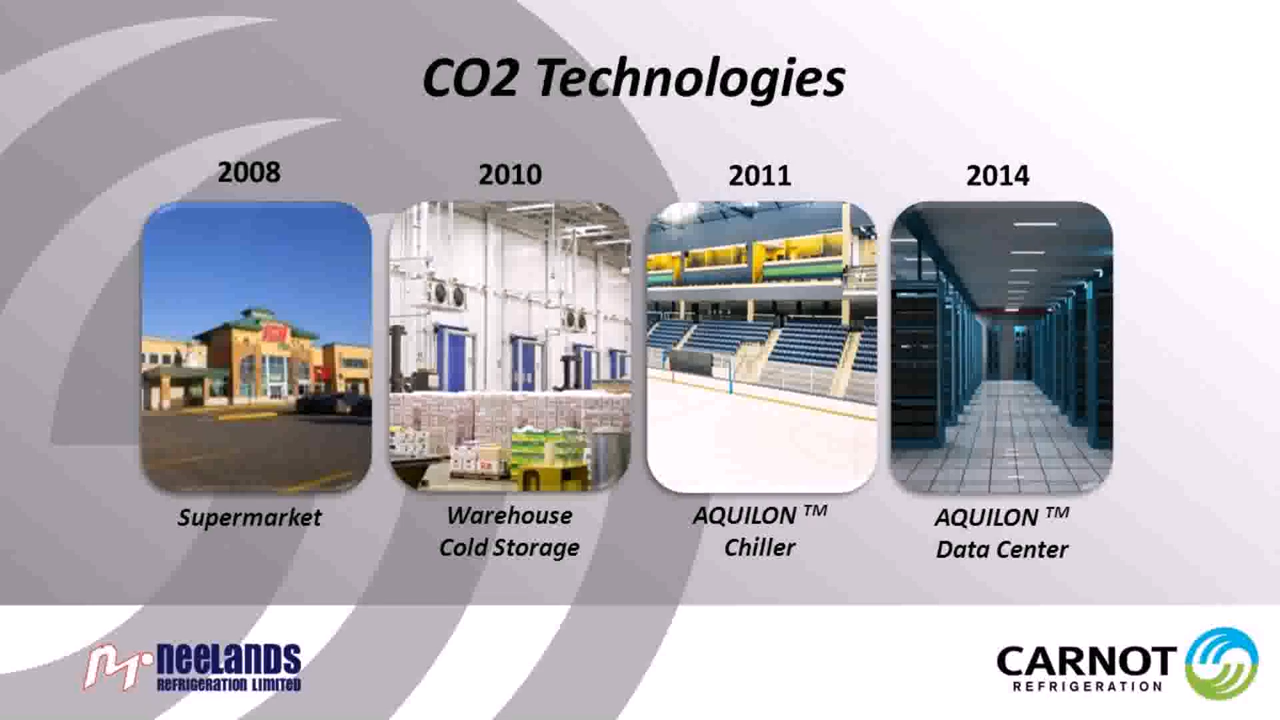 CO2 Technologies
2008
2010
2011
2014
Supermarket
Warehouse
Cold Storage
AQUILON ™
Chiller
AQUILON ™
Data Center
NEELANDS
REFRIGERATION LIMITED
CARNOT
REFRIGERATION